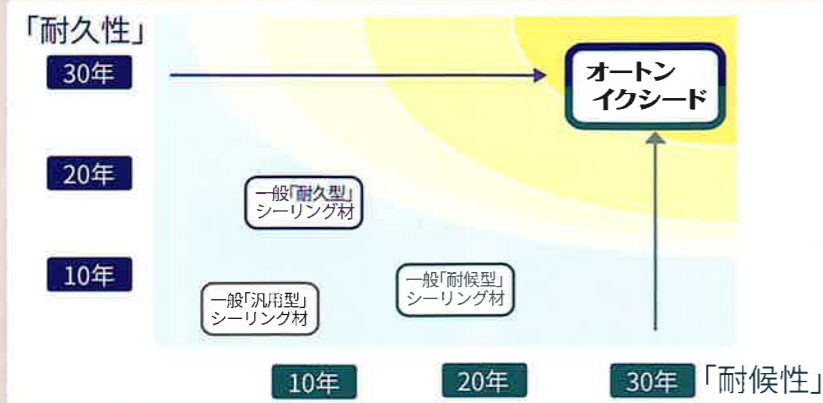 「耐久性」
30年
オートン
イクシード
20年
一般「耐久型」
シーリング材
10年
一般「汎用型」
シーリング材
一般「耐候型」
シーリング材
10年
20年
30年
「耐候性」